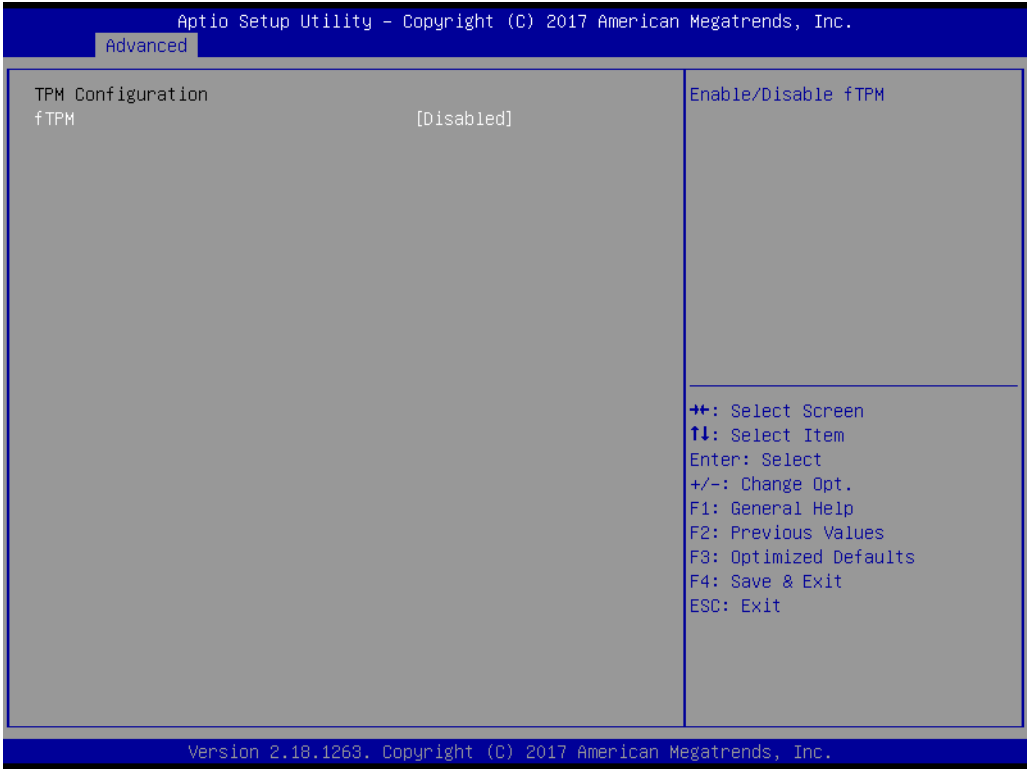 Aptio Setup Utility – Copyright (C) 2017 American Megatrends, Inc.
Advanced
TPM Configuration
fTPM [Disabled]
Enable/Disable fTPM
→←: Select Screen
↑↓: Select Item
Enter: Select
+/-: Change Opt.
F1: General Help
F2: Previous Values
F3: Optimized Defaults
F4: Save & Exit
ESC: Exit
Version 2.18.1263. Copyright (C) 2017 American Megatrends, Inc.